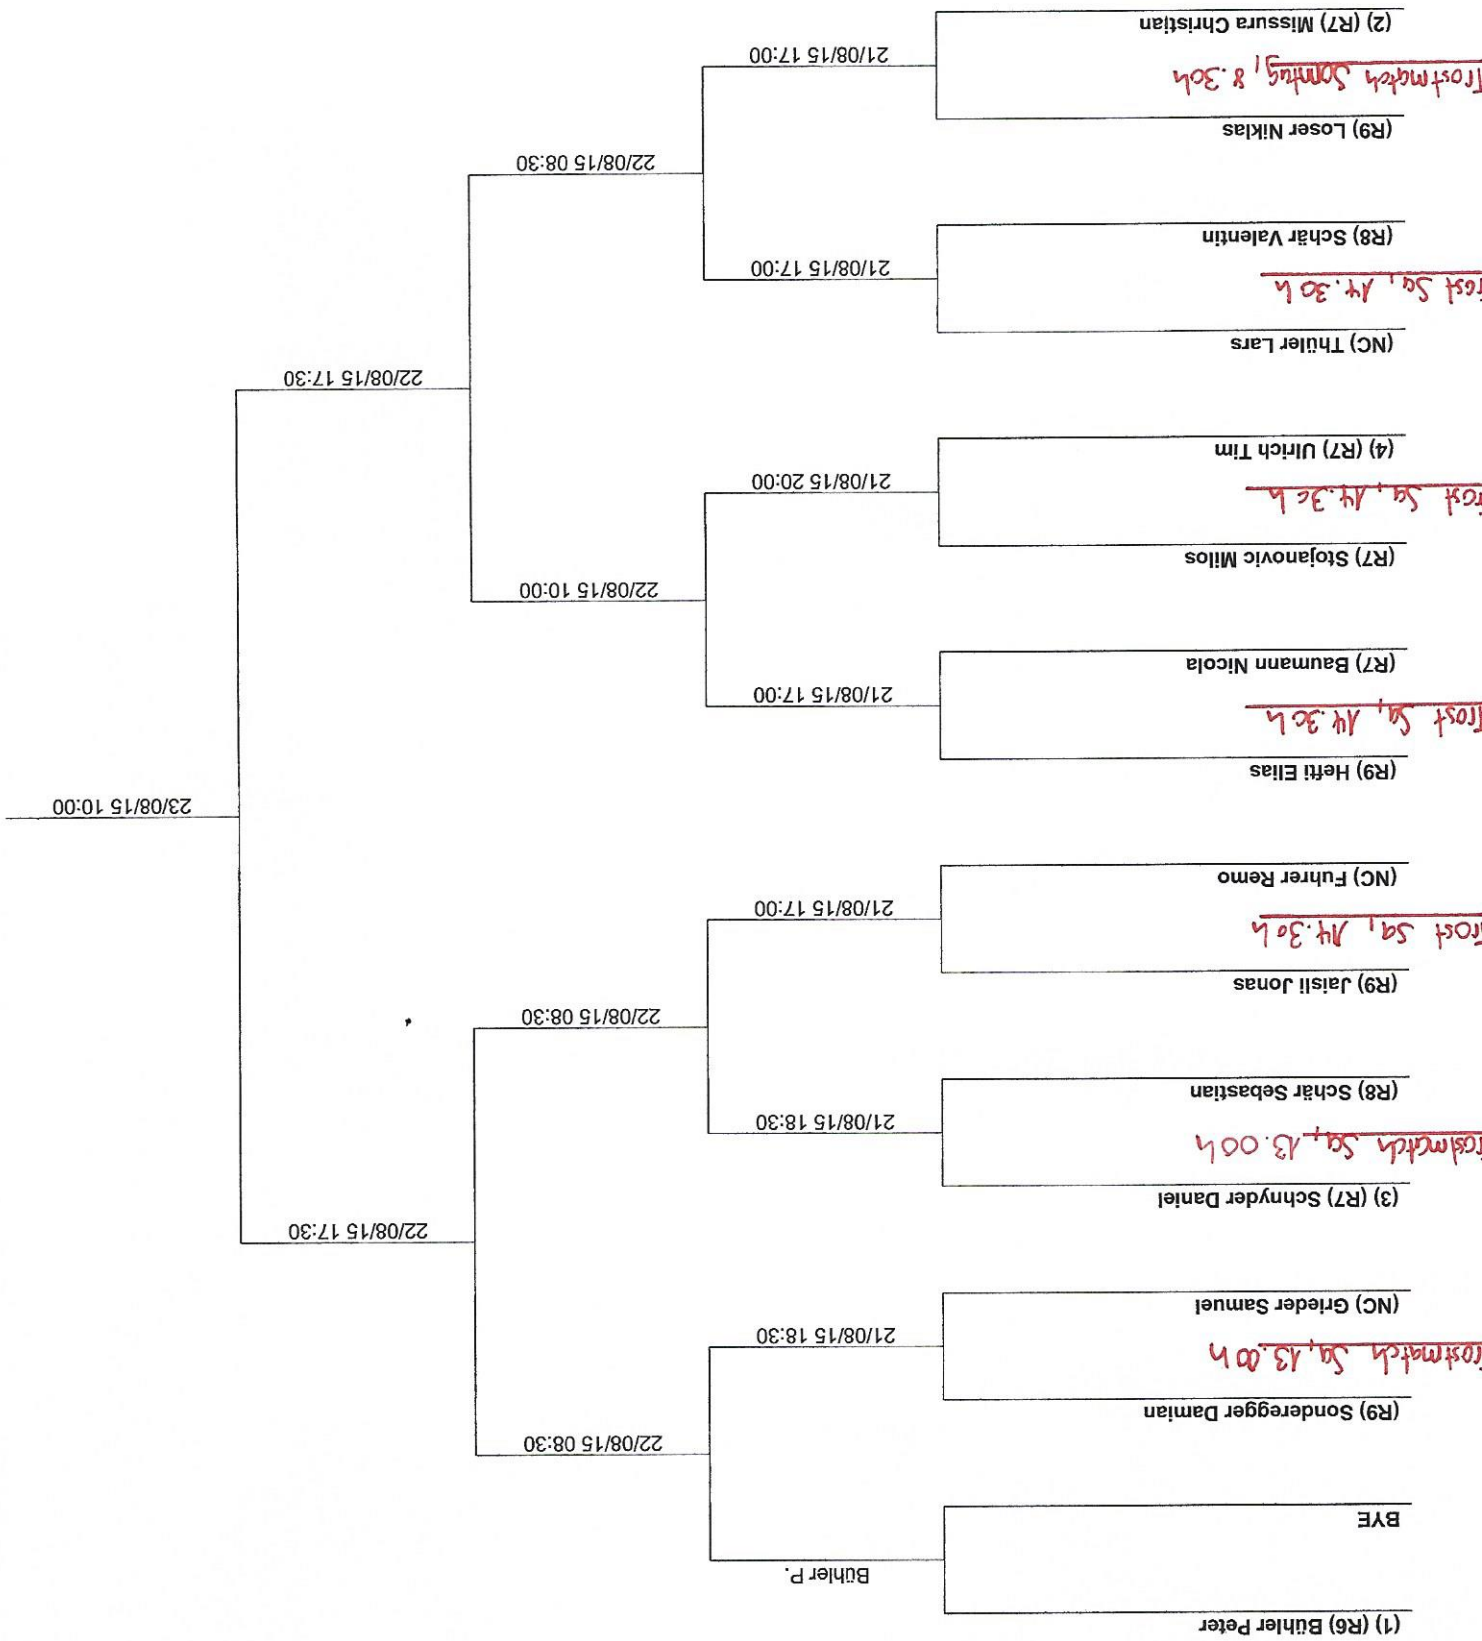 (1) (R6) Bühler Peter
Bühler P.
BYE
22/08/15 08:30
(R9) Sonderegger Damian
rostmatch Sa, 13.00h
21/08/15 18:30
(NC) Grieder Samuel
22/08/15 17:30
(3) (R7) Schnyder Daniel
rostmatch Sa, 13.00h
21/08/15 18:30
(R8) Schär Sebastian
22/08/15 08:30
(R9) Jaisli Jonas
Trost Sa, 14.30h
21/08/15 17:00
(NC) Fuhrer Remo
23/08/15 10:00
(R9) Hefti Elias
Trost Sa, 14.30h
21/08/15 17:00
(R7) Baumann Nicola
22/08/15 10:00
(R7) Stojanovic Milos
rost Sa, 14.30h
21/08/15 20:00
(4) (R7) Ulrich Tim
22/08/15 17:30
(NC) Thüler Lars
rost Sa, 14.30h
21/08/15 17:00
(R8) Schär Valentin
22/08/15 08:30
(R9) Loser Niklas
Trostmatch Sonntag, 8.30h
21/08/15 17:00
(2) (R7) Missura Christjan